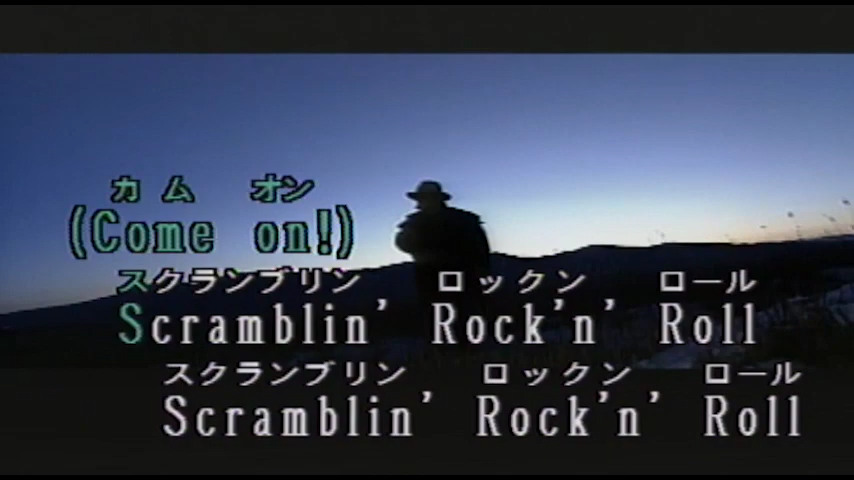 カム オン
(Come on!)
スクランブリン ロックン ロール
Scramblin' Rock'n' Roll
スクランブリン ロックン ロール
Scramblin' Rock'n' Roll